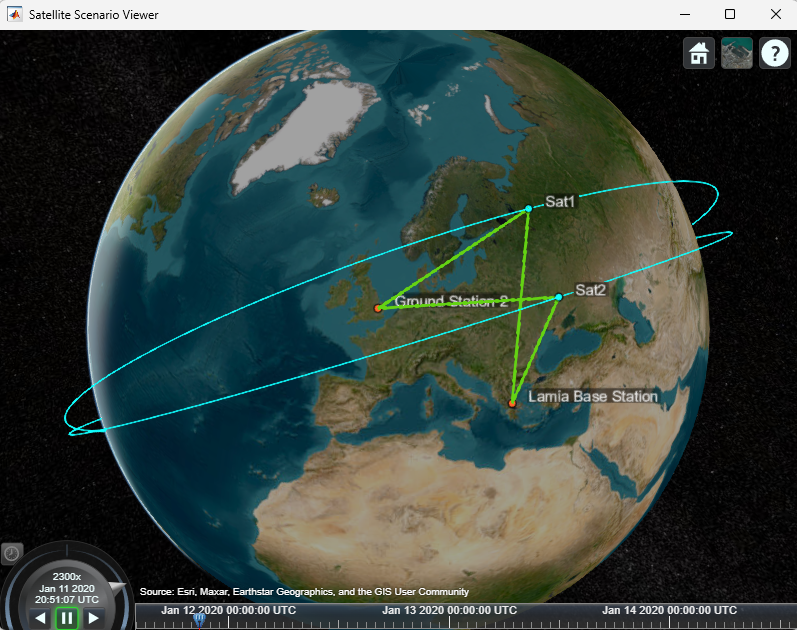 Satellite Scenario Viewer
?
Sat1
Sat2
Ground Station 2
Lamia Base Station
2300x
Jan 11 2020
20:51:07 UTC
Source: Esri, Maxar, Earthstar Geographics, and the GIS User Community
Jan 12 2020 00:00:00 UTC
Jan 13 2020 00:00:00 UTC
Jan 14 2020 00:00:00 UTC